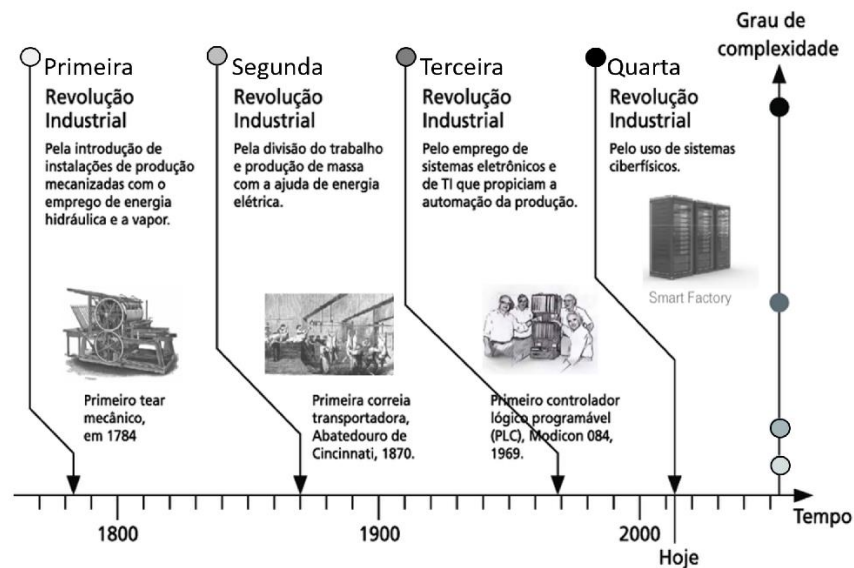 Grau de
complexidade
Primeira
Revolução
Industrial
Pela introdução de
instalações de produção
mecanizadas com o
emprego de energia
hidráulica e a vapor.
Primeiro tear
mecânico,
em 1784
Segunda
Revolução
Industrial
Pela divisão do trabalho
e produção de massa
com a ajuda de energia
elétrica.
Primeira correia
transportadora,
Abatedouro de
Cincinnati, 1870.
Terceira
Revolução
Industrial
Pelo emprego de
sistemas eletrônicos e
de TI que propiciam a
automação da produção.
Primeiro controlador
lógico programável
(PLC), Modicon 084,
1969.
Quarta
Revolução
Industrial
Pelo uso de sistemas
ciberfísicos.
Smart Factory
1800
1900
2000
Tempo
Hoje